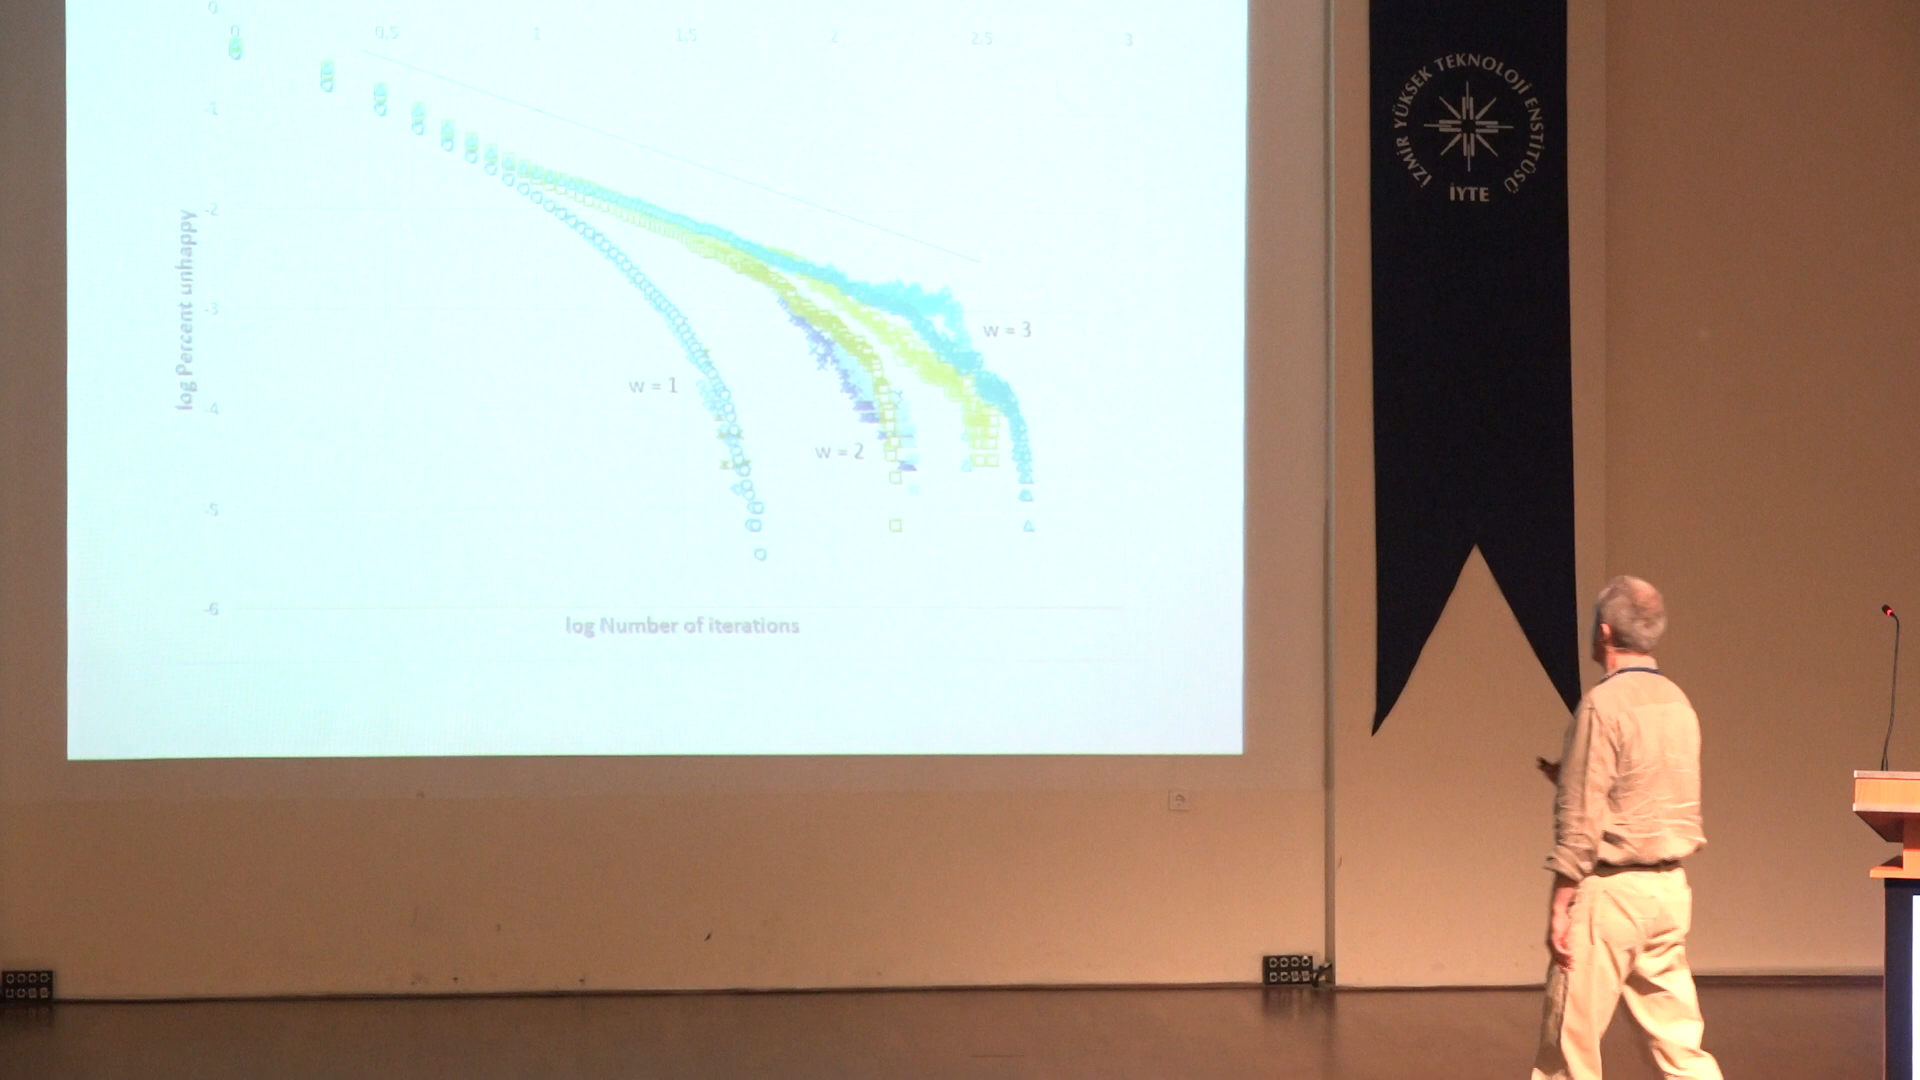 0
0 0.5 1 1.5 2 2.5 3
-1
-2
-3
-4
-5
-6
log Percent unhappy
w = 1
w = 2
w = 3
log Number of iterations
İZMİR YÜKSEK TEKNOLOJİ ENSTİTÜSÜ
İYTE